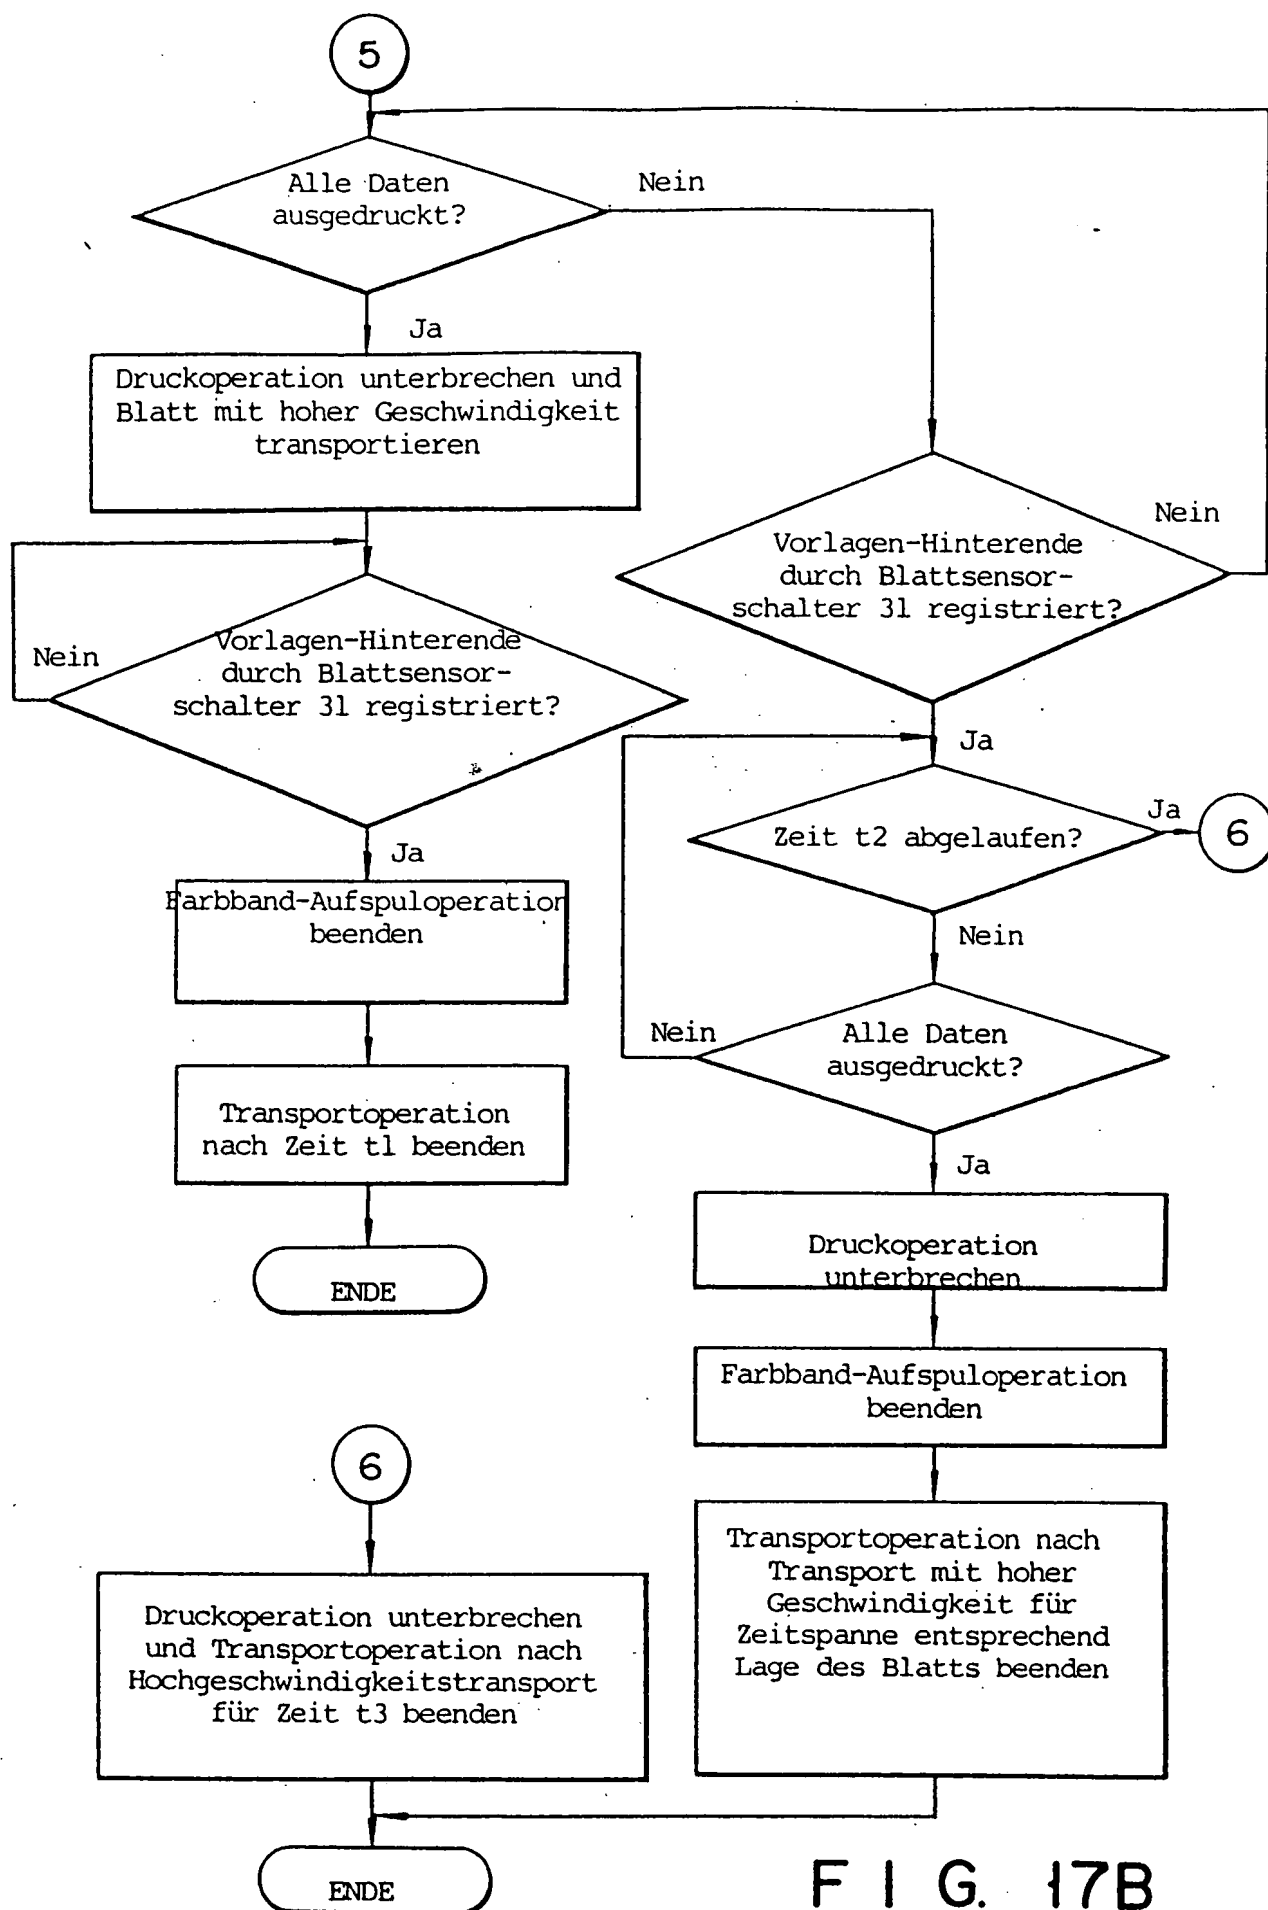 5
Alle Daten
ausgedruckt?
Nein
Ja
Druckoperation unterbrechen und
Blatt mit hoher Geschwindigkeit
transportieren
Nein
Vorlagen-Hinterende
durch Blattsensor-
schalter 31 registriert?
Ja
Farbband-Aufspuloperation
beenden
Transportoperation
nach Zeit t1 beenden
ENDE
Vorlagen-Hinterende
durch Blattsensor-
schalter 31 registriert?
Nein
Ja
Zeit t2 abgelaufen?
Ja
6
Nein
Alle Daten
ausgedruckt?
Nein
Ja
Druckoperation
unterbrechen
Farbband-Aufspuloperation
beenden
Transportoperation nach
Transport mit hoher
Geschwindigkeit für
Zeitspanne entsprechend
Lage des Blatts beenden
6
Druckoperation unterbrechen
und Transportoperation nach
Hochgeschwindigkeitstransport
für Zeit t3 beenden
ENDE
FIG. 17B